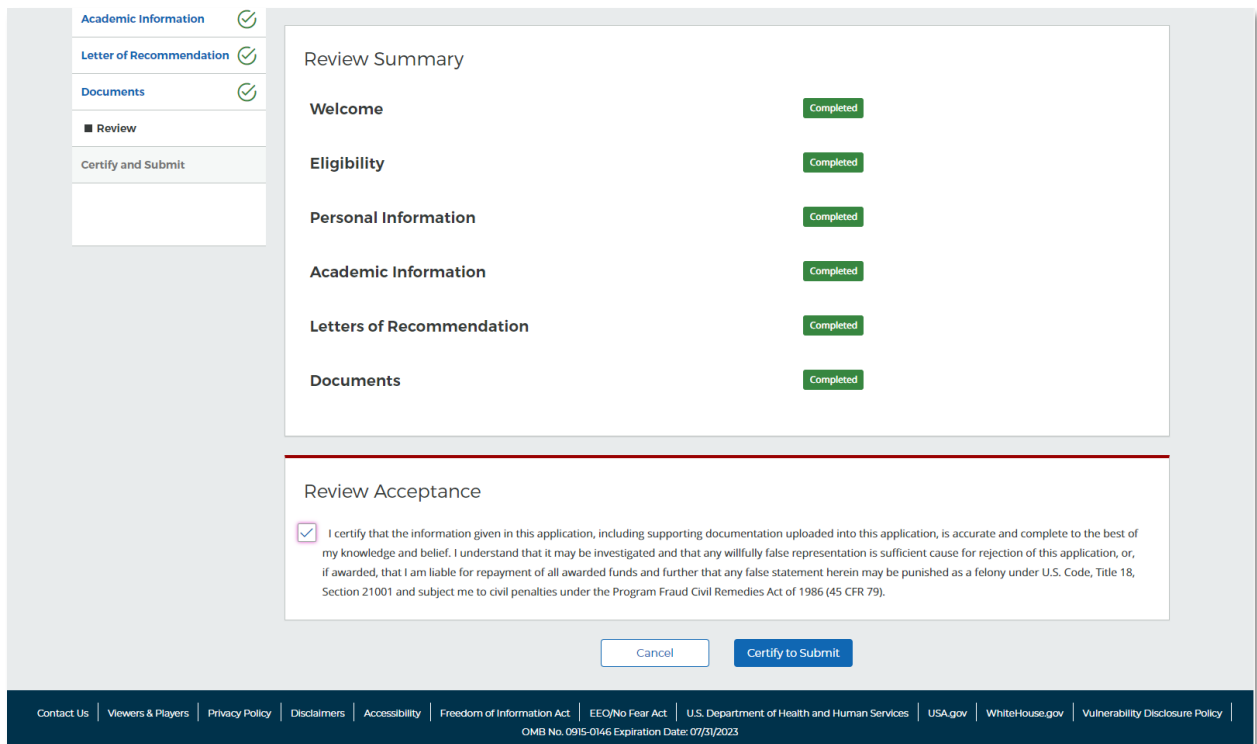 Academic Information
Letter of Recommendation
Documents
Review
Certify and Submit
Review Summary
Welcome Completed
Eligibility Completed
Personal Information Completed
Academic Information Completed
Letters of Recommendation Completed
Documents Completed
Review Acceptance
I certify that the information given in this application, including supporting documentation uploaded into this application, is accurate and complete to the best of
my knowledge and belief. I understand that it may be investigated and that any willfully false representation is sufficient cause for rejection of this application, or,
if awarded, that I am liable for repayment of all awarded funds and further that any false statement herein may be punished as a felony under U.S. Code, Title 18,
Section 21001 and subject me to civil penalties under the Program Fraud Civil Remedies Act of 1986 (45 CFR 79).
Cancel Certify to Submit
Contact Us Viewers & Players Privacy Policy Disclaimers Accessibility Freedom of Information Act EEO/No Fear Act U.S. Department of Health and Human Services USA.gov WhiteHouse.gov Vulnerability Disclosure Policy
OMB No. 0915-0146 Expiration Date: 07/31/2023